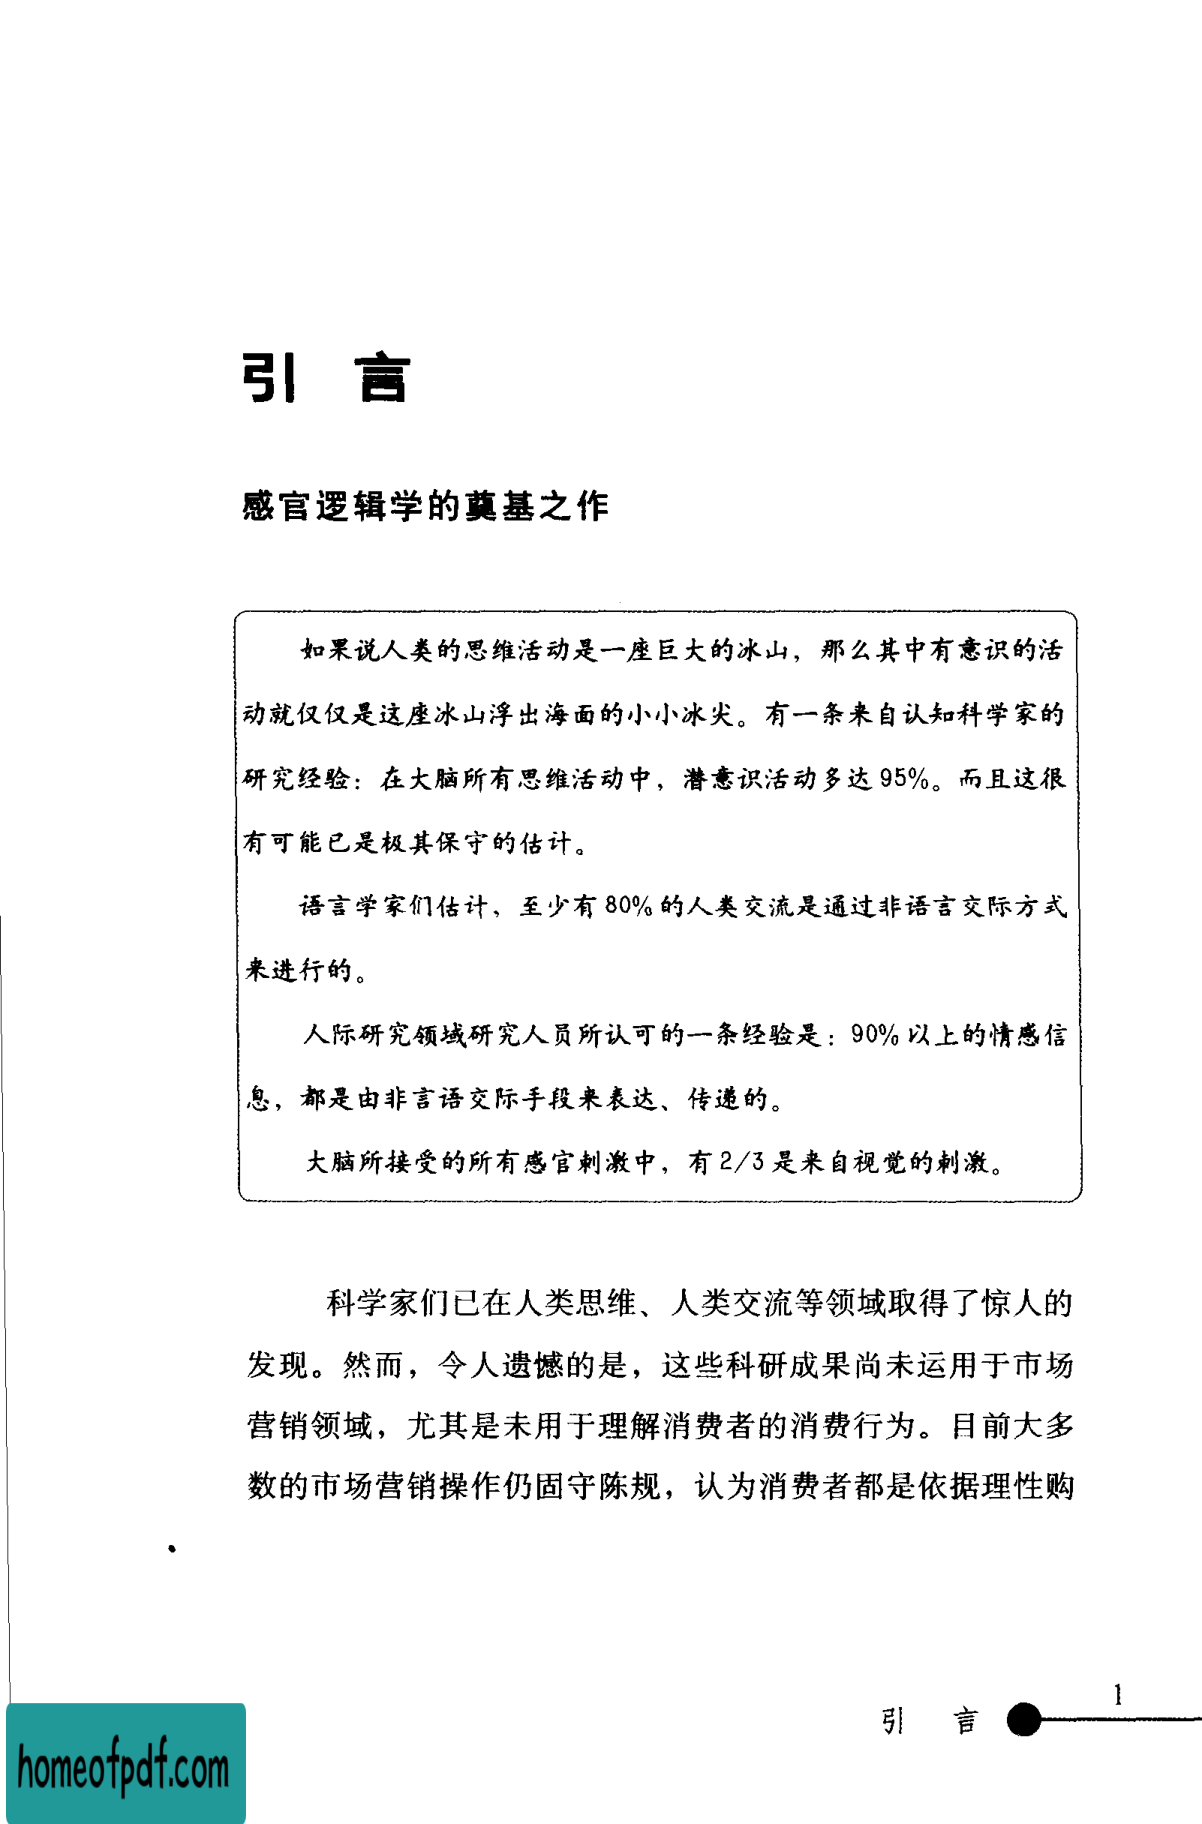 引 言
感官逻辑学的奠基之作
如果说人类的思维活动是一座巨大的冰山，那么其中有意识的活
动就仅仅是这座冰山浮出海面的小小冰尖。有一条来自认知科学家的
研究经验：在大脑所有思维活动中，潜意识活动多达 95%。而且这很
有可能已是极其保守的估计。
语言学家们估计，至少有 80% 的人类交流是通过非语言交际方式
来进行的。
人际研究领域研究人员所认可的一条经验是：90% 以上的情感信
息，都是由非言语交际手段来表达、传递的。
大脑所接受的所有感官刺激中，有 2/3 是来自视觉的刺激。
科学家们已在人类思维、人类交流等领域取得了惊人的
发现。然而，令人遗憾的是，这些科研成果尚未运用于市场
营销领域，尤其是未用于理解消费者的消费行为。目前大多
数的市场营销操作仍固守陈规，认为消费者都是依据理性购
引 言 1
homeofpdf.com